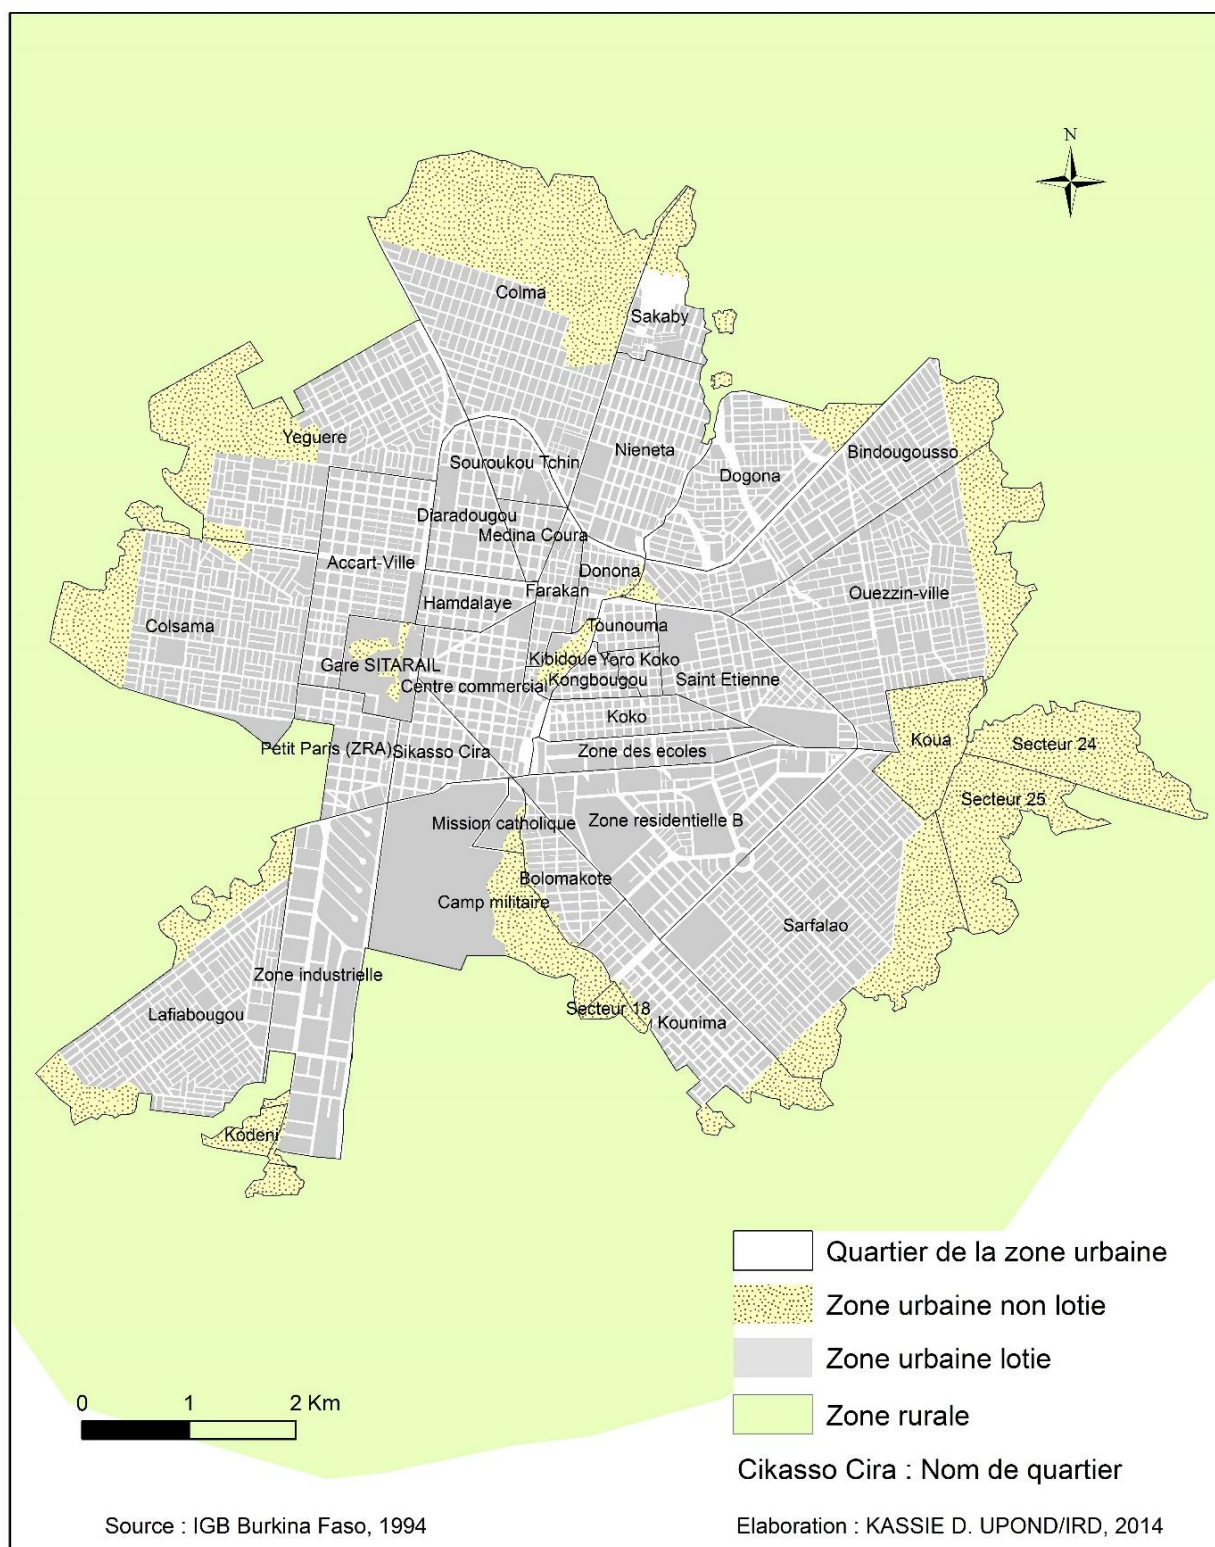 N
Colma
Sakaby
Yeguere
Nieneta
Bindougousso
Souroukou Tchin
Dogona
Diaradougou
Medina Coura
Accart-Ville
Donona
Farakan
Ouezzin-ville
Hamdalaye
Colsama
Tounouma
Kibidoue
Yoro Koko
Gare SITARAIL
Kongbougou
Saint Etienne
Centre commercial
Koko
Koua
Secteur 24
Petit Paris (ZRA)
Sikasso Cira
Zone des ecoles
Secteur 25
Mission catholique
Zone residentielle B
Bolomakote
Camp militaire
Sarfalao
Zone industrielle
Lafiabougou
Secteur 18
Kounima
Kodeni
Quartier de la zone urbaine
Zone urbaine non lotie
Zone urbaine lotie
0 1 2 Km
Zone rurale
Cikasso Cira : Nom de quartier
Source : IGB Burkina Faso, 1994
Elaboration : KASSIE D. UPOND/IRD, 2014